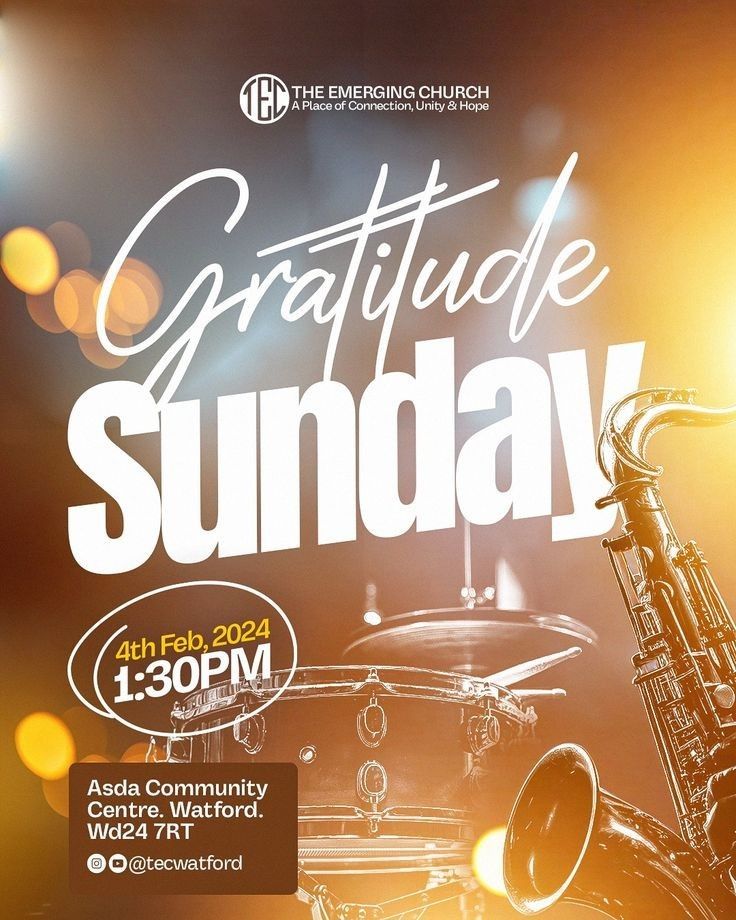 TEC
THE EMERGING CHURCH
A Place of Connection, Unity & Hope
Gratitude
Sunday
4th Feb, 2024
1:30PM
Asda Community
Centre. Watford.
Wd24 7RT
@tecwatford